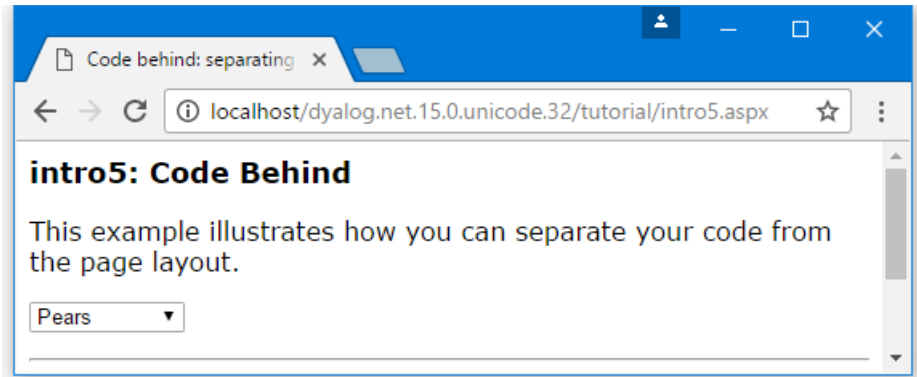 Code behind: separating
localhost/dyalog.net.15.0.unicode.32/tutorial/intro5.aspx
intro5: Code Behind
This example illustrates how you can separate your code from
the page layout.
Pears